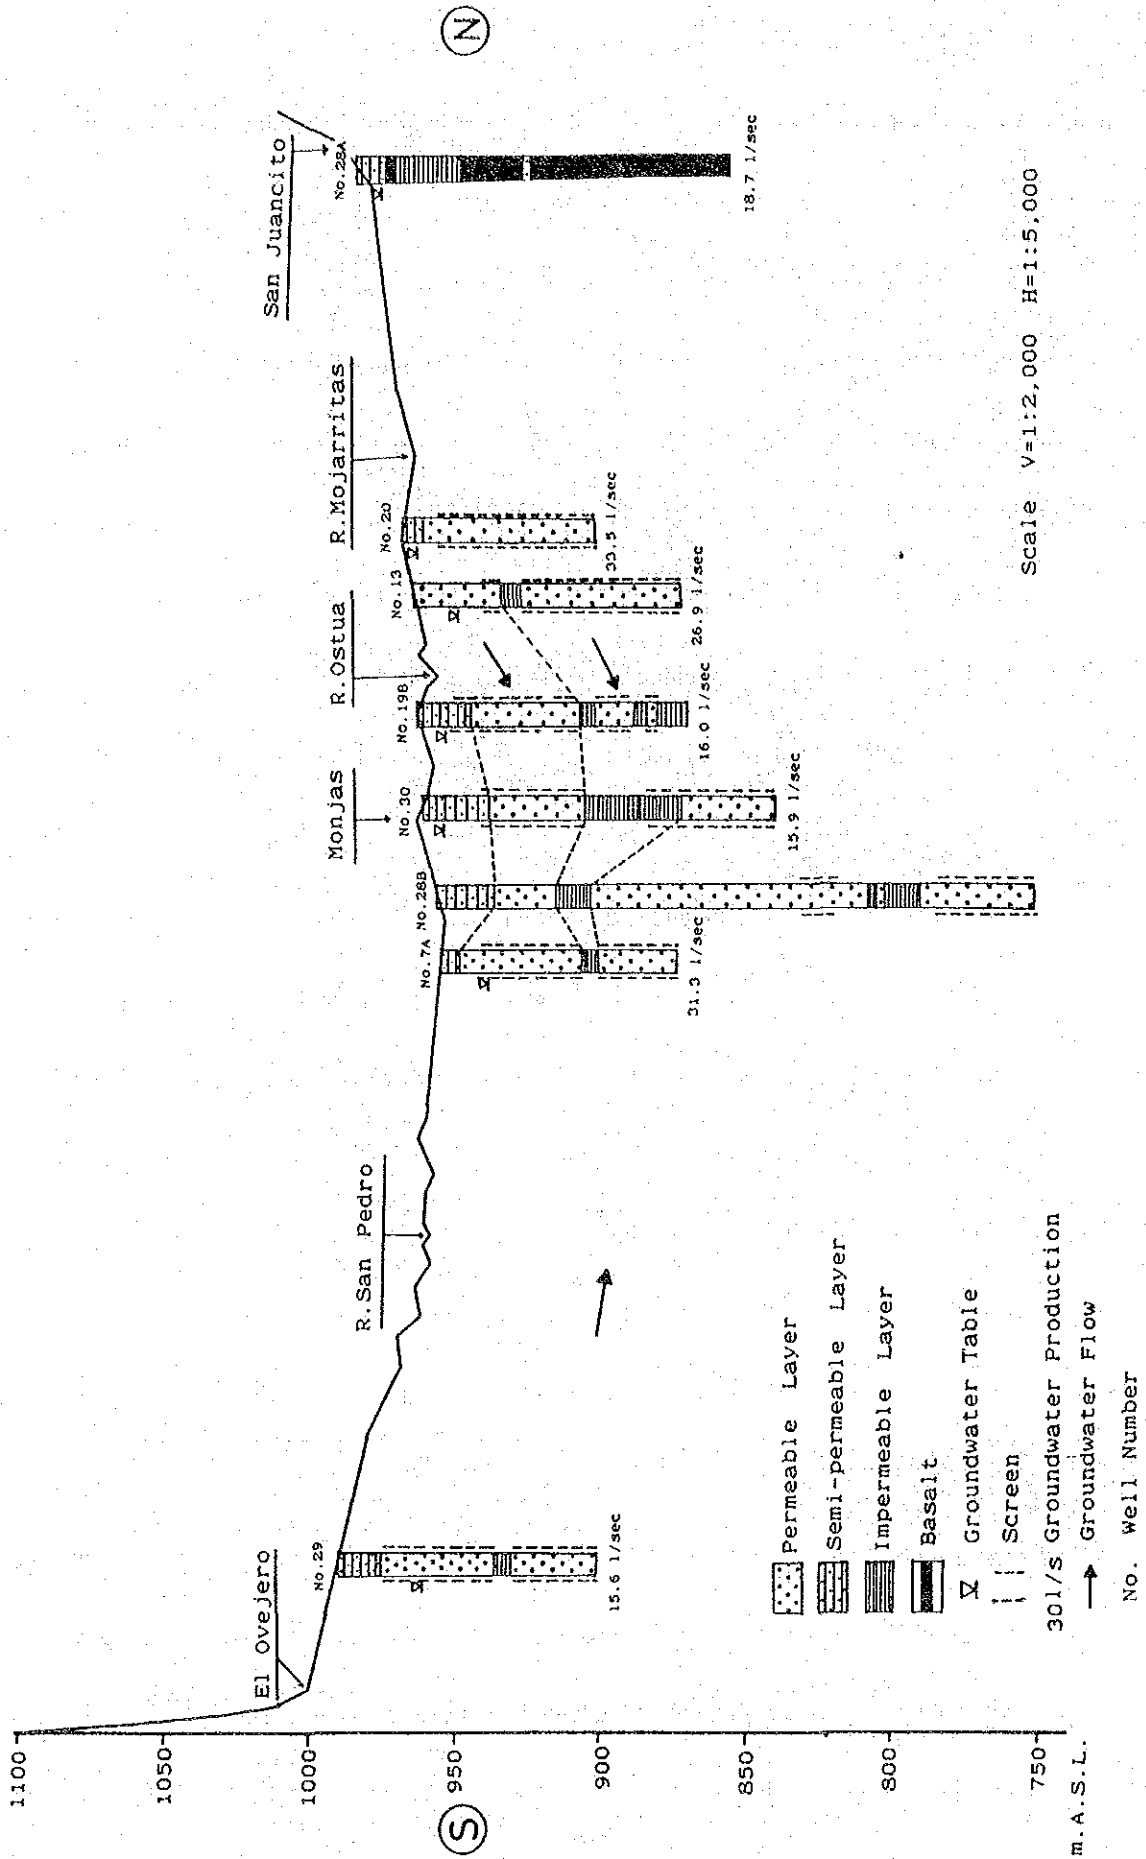 N
San Juancito
No.28A
18.7 l/sec
R.Mojarritas
No.20
33.5 l/sec
No.13
26.9 l/sec
R.Ostua
No.19B
16.0 l/sec
Monjas
No.30
15.9 l/sec
No.28B
No.7A
31.3 l/sec
R.San Pedro
El Ovejero
No.29
15.6 l/sec
S
1100
1050
1000
950
900
850
800
750
m.A.S.L.
Scale V=1:2,000 H=1:5,000
Permeable Layer
Semi-permeable Layer
Impermeable Layer
Basalt
Groundwater Table
Screen
30l/s Groundwater Production
Groundwater Flow
No. Well Number